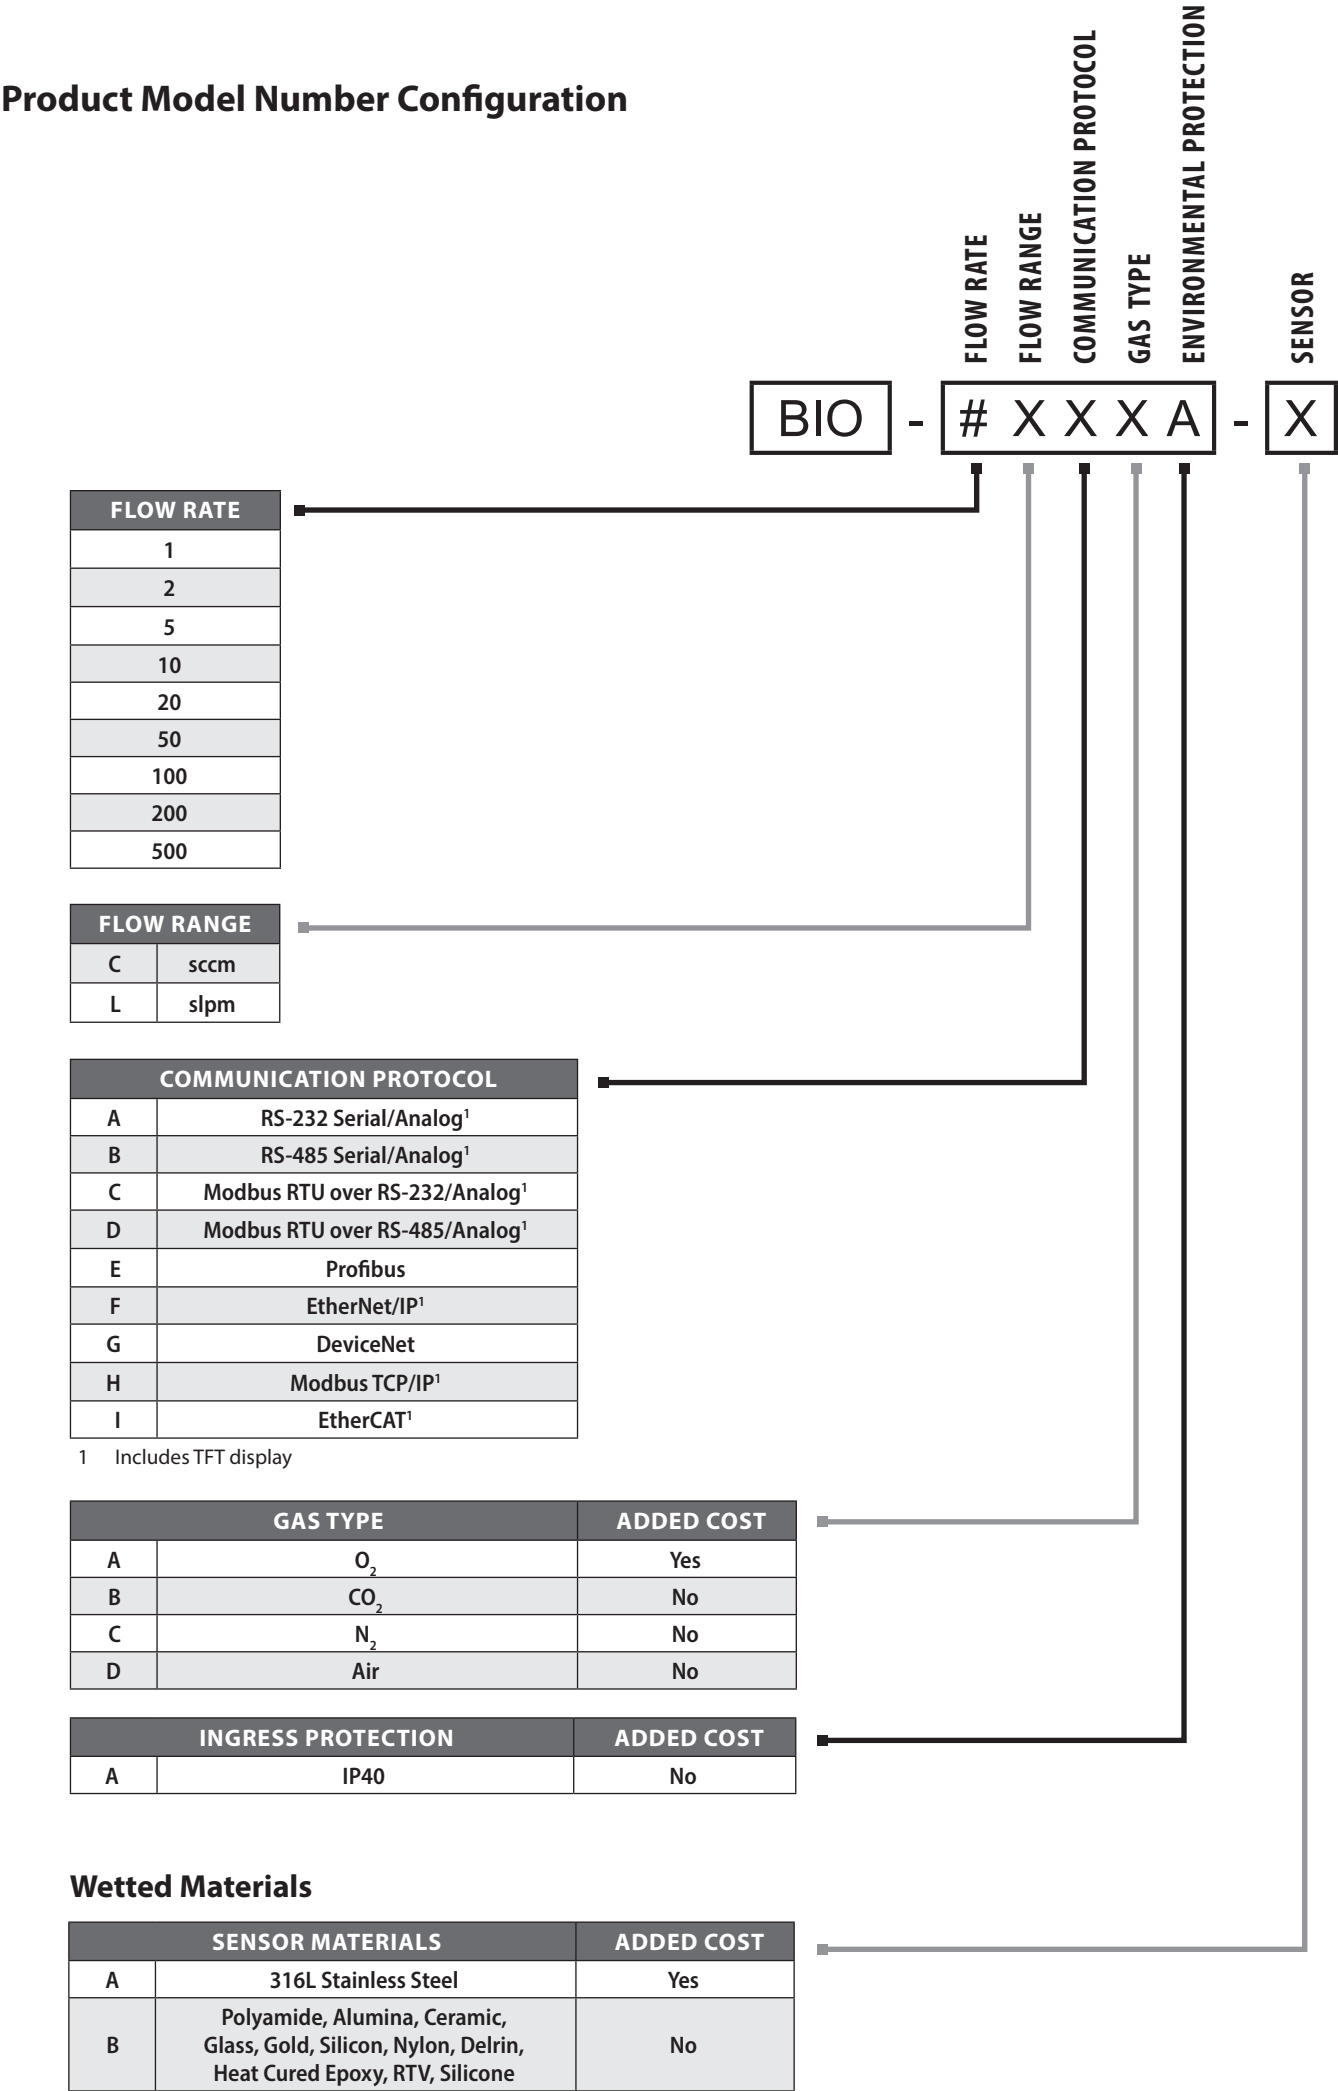 Product Model Number Configuration
FLOW RATE
FLOW RANGE
COMMUNICATION PROTOCOL
GAS TYPE
ENVIRONMENTAL PROTECTION
SENSOR
BIO - # X X X A - X
FLOW RATE
1
2
5
10
20
50
100
200
500
FLOW RANGE
C sccm
L slpm
COMMUNICATION PROTOCOL
A RS-232 Serial/Analog¹
B RS-485 Serial/Analog¹
C Modbus RTU over RS-232/Analog¹
D Modbus RTU over RS-485/Analog¹
E Profibus
F EtherNet/IP¹
G DeviceNet
H Modbus TCP/IP¹
I EtherCAT¹
1 Includes TFT display
GAS TYPE ADDED COST
A O₂ Yes
B CO₂ No
C N₂ No
D Air No
INGRESS PROTECTION ADDED COST
A IP40 No
Wetted Materials
SENSOR MATERIALS ADDED COST
A 316L Stainless Steel Yes
Polyamide, Alumina, Ceramic,
B Glass, Gold, Silicon, Nylon, Delrin, No
Heat Cured Epoxy, RTV, Silicone